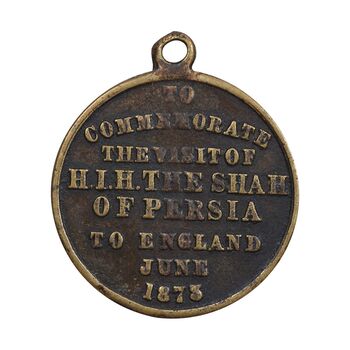 TO
COMMEMORATE
THE VISIT OF
H.I.H. THE SHAH
OF PERSIA
TO ENGLAND
JUNE
1873